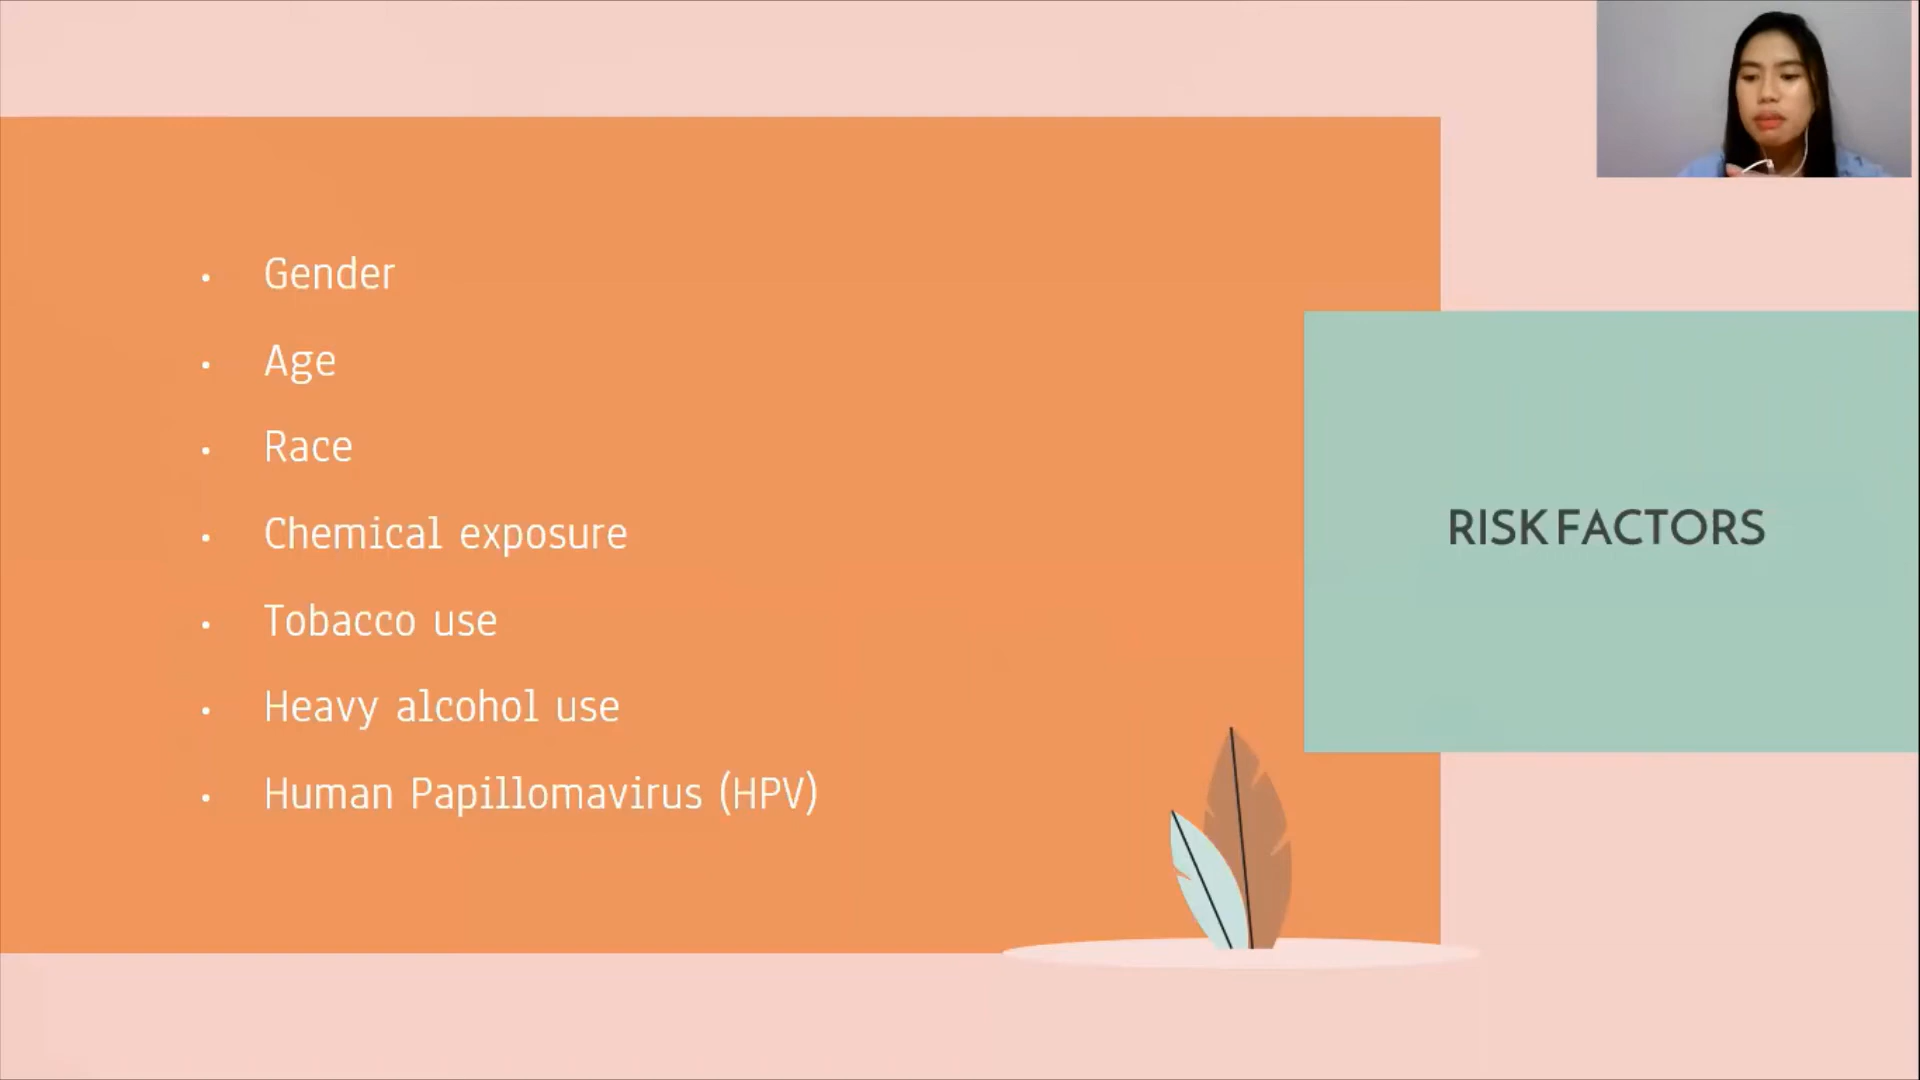 Gender
Age
Race
Chemical exposure
Tobacco use
Heavy alcohol use
Human Papillomavirus (HPV)
RISK FACTORS